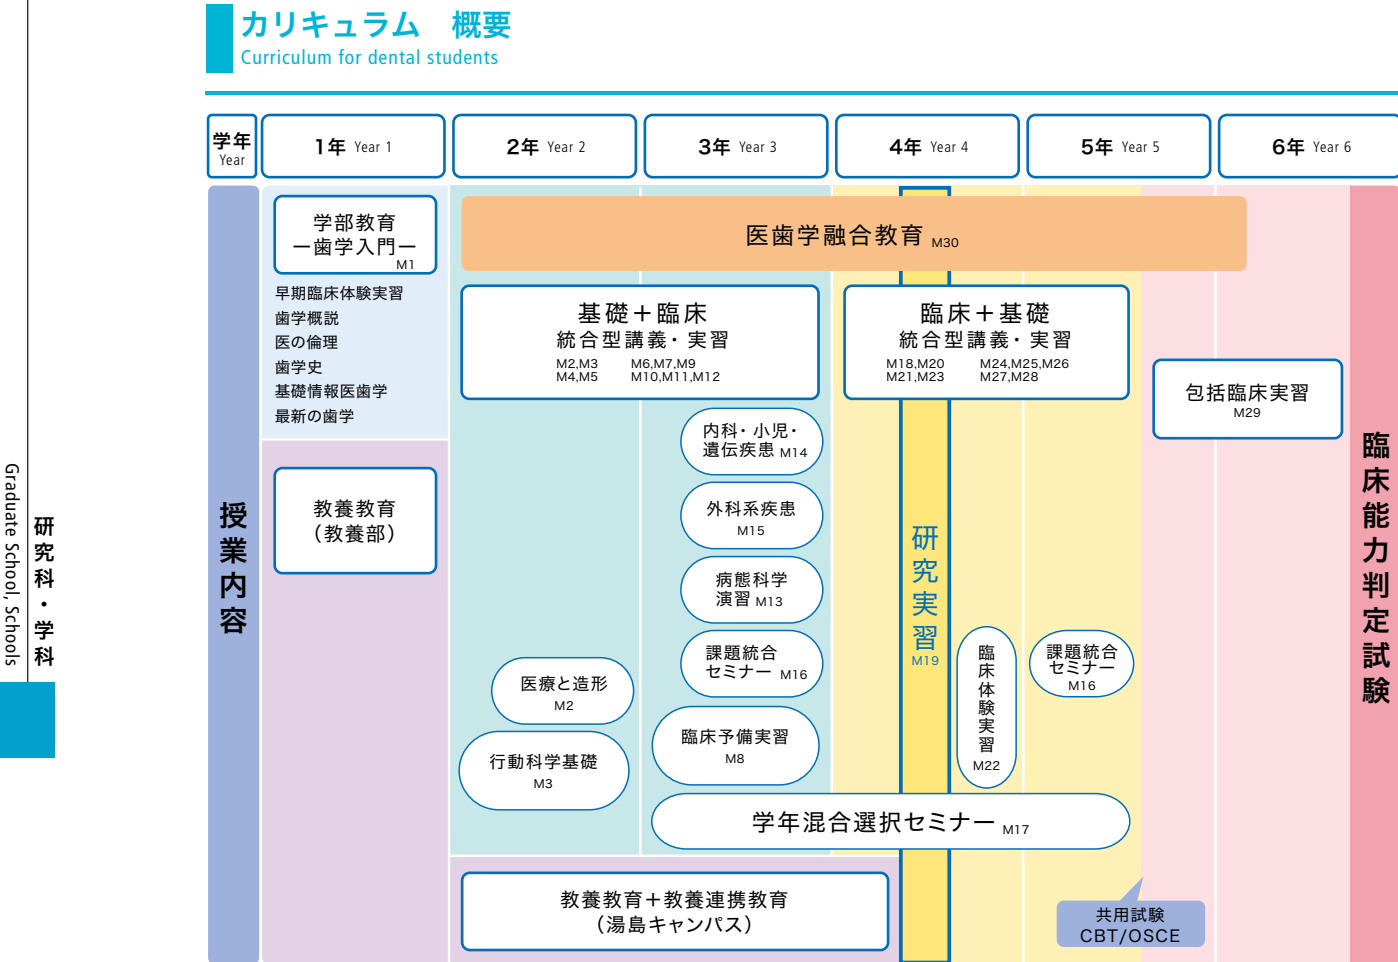 カリキュラム　概要
Curriculum for dental students
学年
Year
1年 Year 1
2年 Year 2
3年 Year 3
4年 Year 4
5年 Year 5
6年 Year 6
授業内容
学部教育
ー歯学入門ー
M1
早期臨床体験実習
歯学概説
医の倫理
歯学史
基礎情報医歯学
最新の歯学
教養教育
（教養部）
医歯学融合教育 M30
基礎＋臨床
統合型講義・実習
M2,M3　M6,M7,M9
M4,M5　M10,M11,M12
臨床＋基礎
統合型講義・実習
M18,M20　M24,M25,M26
M21,M23　M27,M28
包括臨床実習
M29
内科・小児・
遺伝疾患 M14
外科系疾患
M15
病態科学
演習 M13
課題統合
セミナー M16
医療と造形
M2
臨床予備実習
M8
行動科学基礎
M3
研究実習
M19
臨床体験実習
M22
課題統合
セミナー
M16
学年混合選択セミナー M17
教養教育＋教養連携教育
（湯島キャンパス）
共用試験
CBT/OSCE
臨床能力判定試験
研究科・学科
Graduate School, Schools